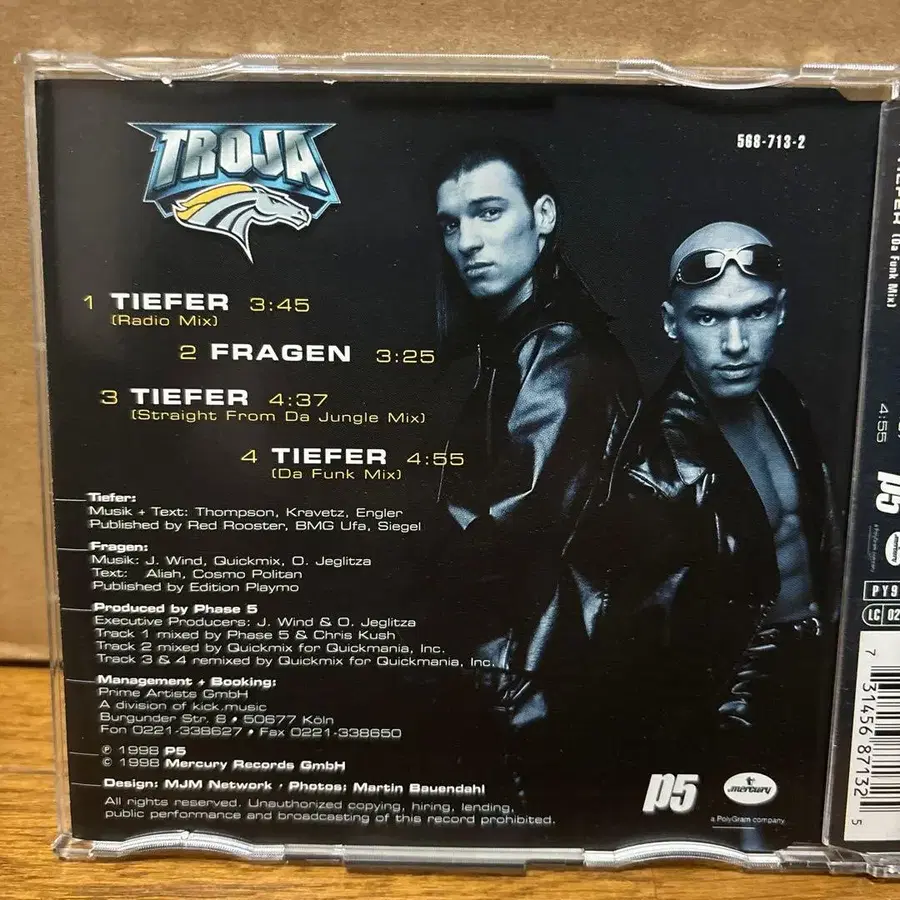 TROJA
568-713-2
1 TIEFER 3:45
(Radio Mix)
2 FRAGEN 3:25
3 TIEFER 4:37
(Straight From Da Jungle Mix)
4 TIEFER 4:55
(Da Funk Mix)
Tiefer:
Musik + Text: Thompson, Kravetz, Engler
Published by Red Rooster, BMG Ufa, Siegel
Fragen:
Musik: J. Wind, Quickmix, O. Jeglitza
Text: Aliah, Cosmo Politan
Published by Edition Playmo
Produced by Phase 5
Executive Producers: J. Wind & O. Jeglitza
Track 1 mixed by Phase 5 & Chris Kush
Track 2 mixed by Quickmix for Quickmania, Inc.
Track 3 & 4 remixed by Quickmix for Quickmania, Inc.
Management + Booking:
Prime Artists GmbH
A division of kick.music
Burgunder Str. 8 • 50677 Köln
Fon 0221-338627 • Fax 0221-338650
℗ 1998 P5
© 1998 Mercury Records GmbH
Design: MJM Network · Photos: Martin Bauendahl
All rights reserved. Unauthorized copying, hiring, lending,
public performance and broadcasting of this record prohibited.
p5
mercury
a PolyGram company
(Da Funk Mix)
4:55
p5
mercury
PY9
LC 02
7 31456 87132 5